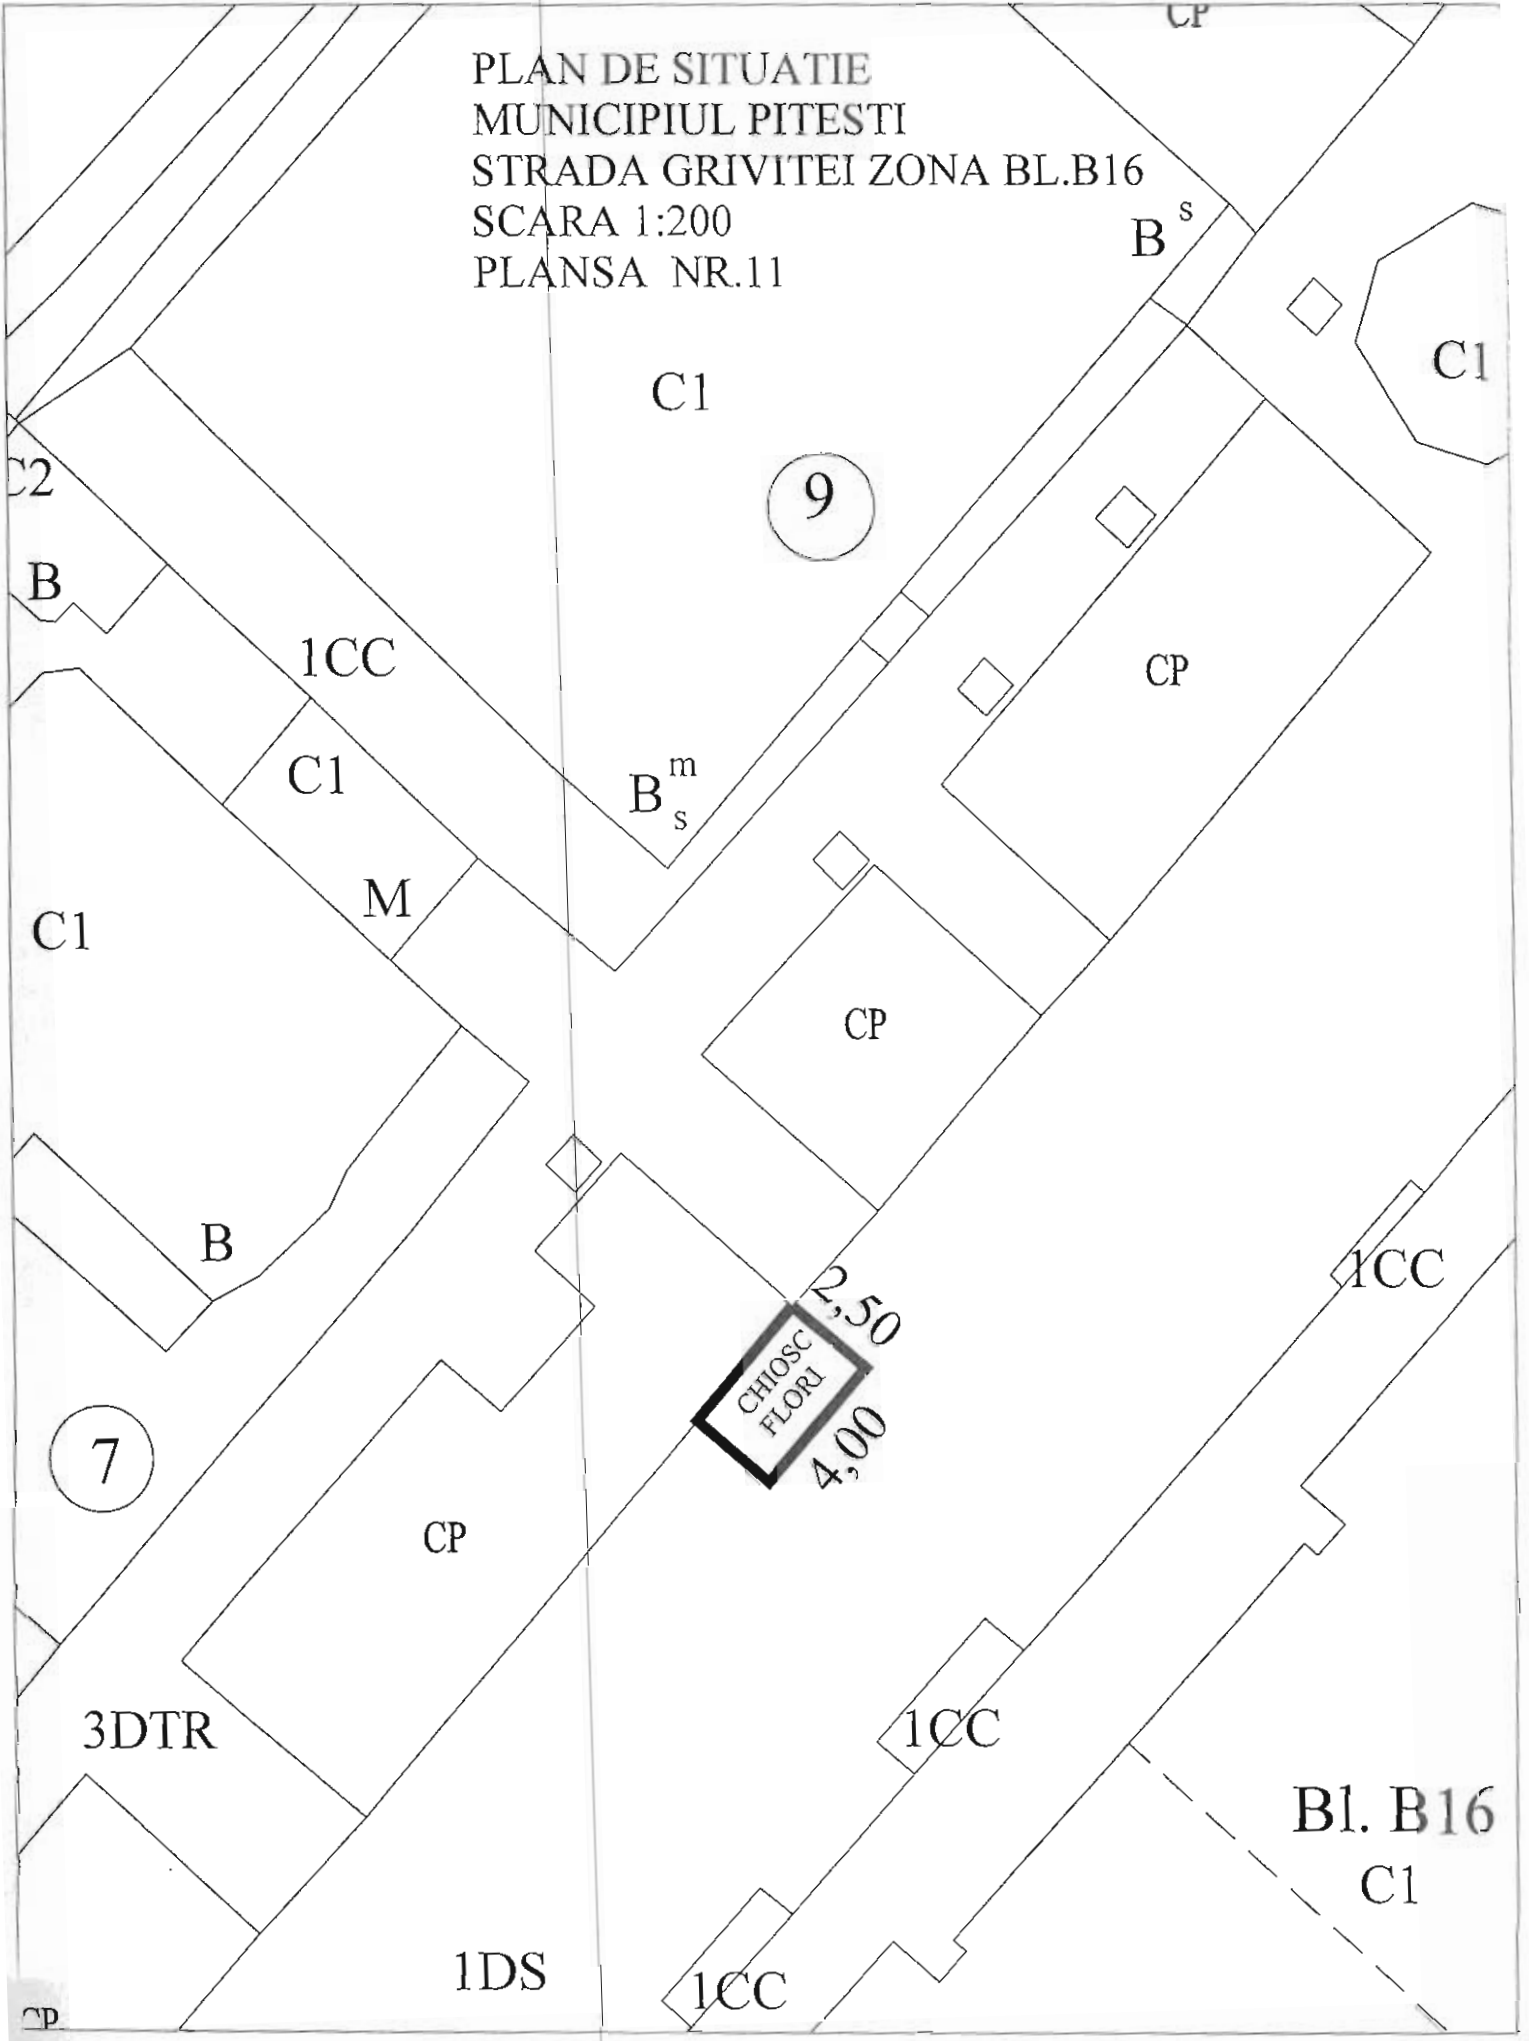 CP
PLAN DE SITUATIE
MUNICIPIUL PITESTI
STRADA GRIVITEI ZONA BL.B16
SCARA 1:200
PLANSA NR.11
B s
C1
C1
C2
9
B
1CC
CP
C1
B m s
M
C1
CP
B
1CC
2,50
CHIOSC
FLORI
4,00
7
CP
3DTR
1CC
Bl. B16
C1
1DS
1CC
CP